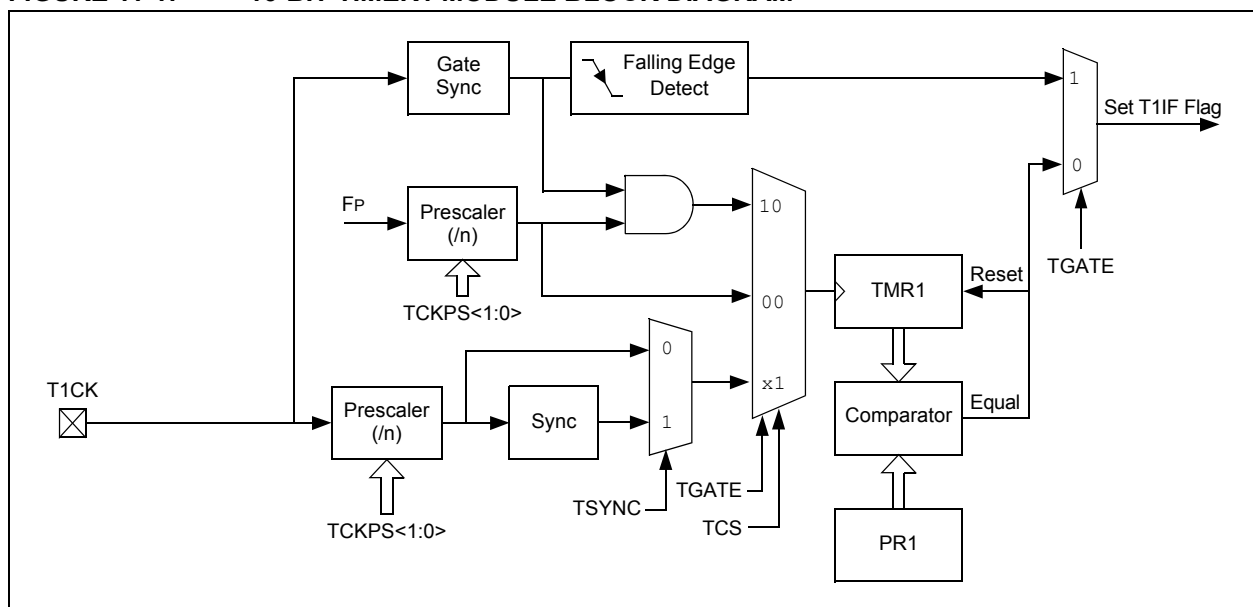 Gate
Sync
Falling Edge
Detect
1
Set T1IF Flag
0
TGATE
FP
Prescaler
(/n)
TCKPS<1:0>
10
00
x1
TMR1
Reset
Comparator
Equal
PR1
T1CK
Prescaler
(/n)
TCKPS<1:0>
Sync
0
1
TSYNC
TGATE
TCS